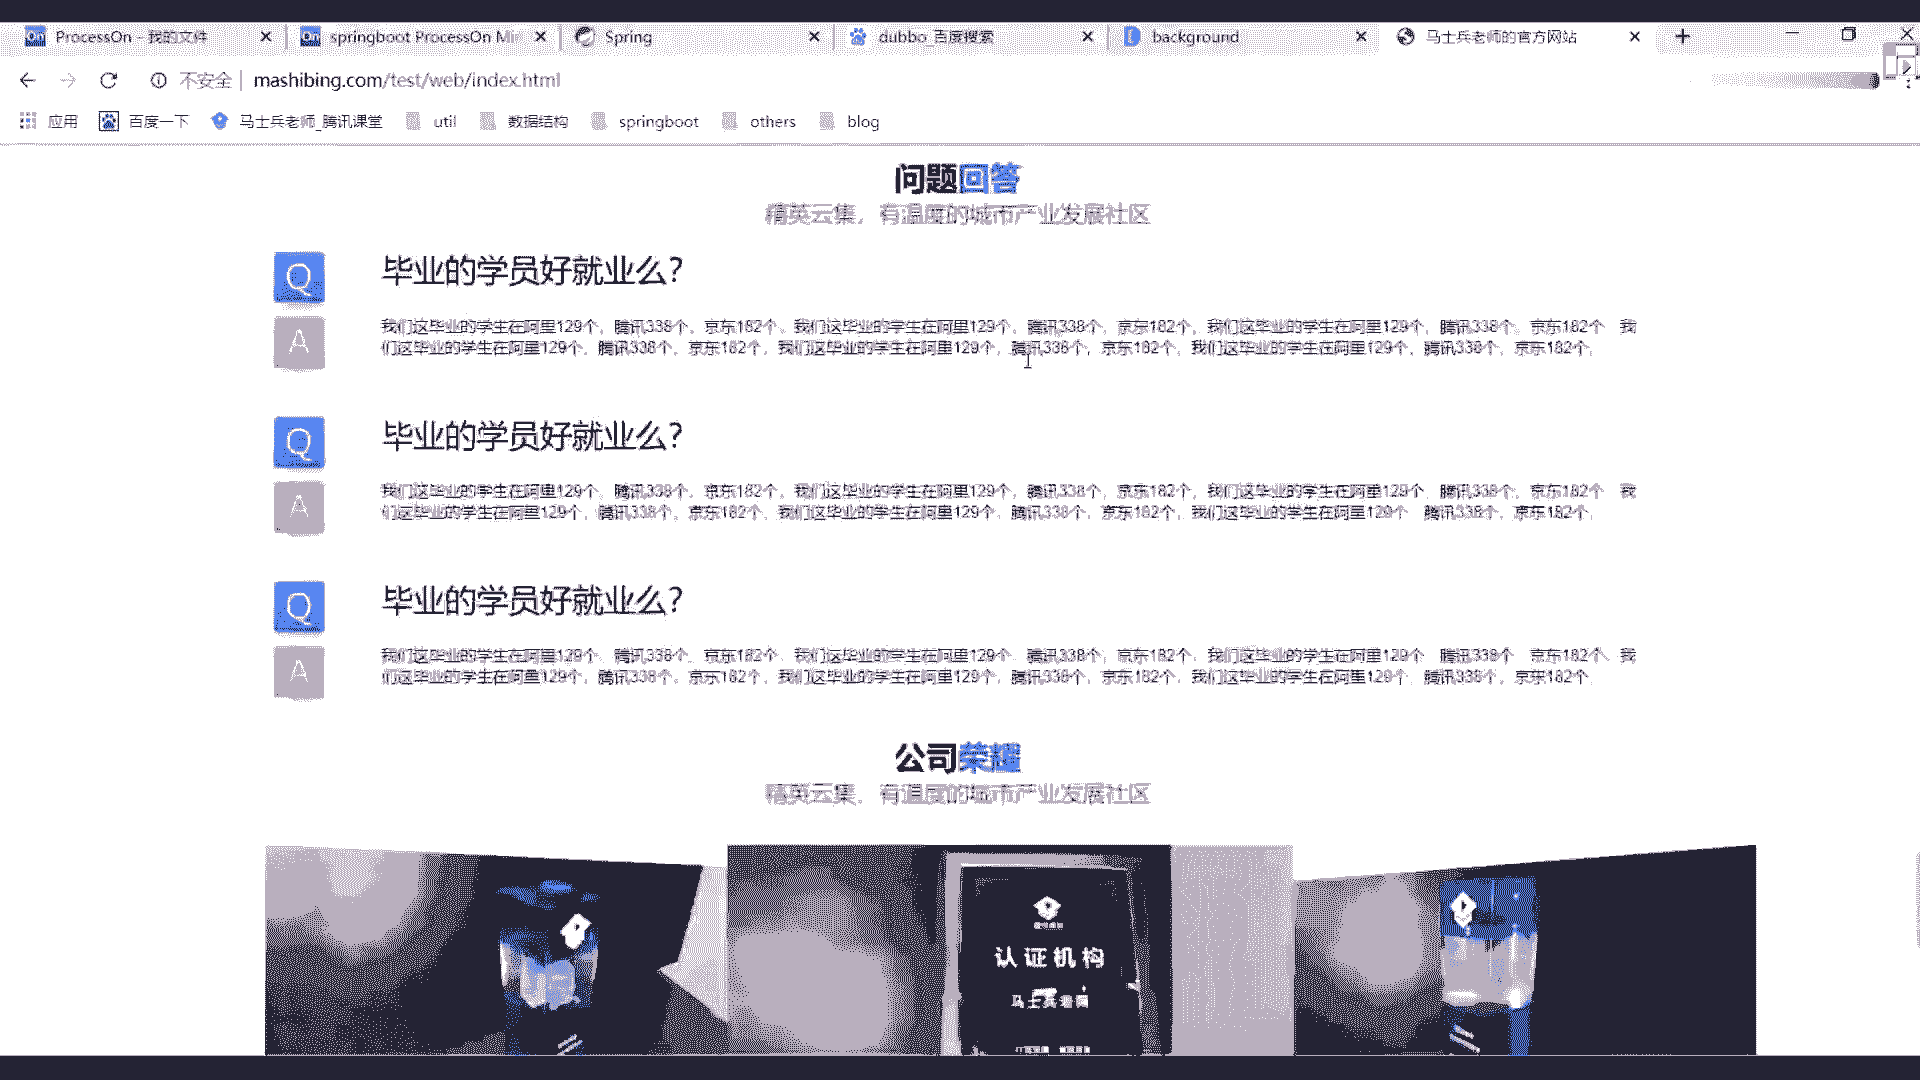 ProcessOn - 我的文件
springboot ProcessOn Mi
Spring
dubbo_百度搜索
background
马士兵老师的官方网站
不安全
mashibing.com/test/web/index.html
应用
百度一下
马士兵老师_腾讯课堂
util
数据结构
springboot
others
blog
问题回答
精英云集，有温度的城市产业发展社区
Q
毕业的学员好就业么？
A
我们这毕业的学生在阿里129个，腾讯338个，京东182个、我们这毕业的学生在阿里129个，腾讯338个，京东182个，我们这毕业的学生在阿里129个，腾讯338个，京东182个 我
们这毕业的学生在阿里129个，腾讯338个，京东182个，我们这毕业的学生在阿里129个，腾讯338个，京东182个，我们这毕业的学生在阿里129个，腾讯338个，京东182个，
Q
毕业的学员好就业么？
A
我们这毕业的学生在阿里129个，腾讯338个，京东182个，我们这毕业的学生在阿里129个，腾讯338个，京东182个，我们这毕业的学生在阿里129个，腾讯338个，京东182个 我
们这毕业的学生在阿里129个，腾讯338个，京东182个，我们这毕业的学生在阿里129个，腾讯338个，京东182个，我们这毕业的学生在阿里129个 腾讯338个，京东182个，
Q
毕业的学员好就业么？
A
我们这毕业的学生在阿里129个，腾讯338个，京东182个 我们这毕业的学生在阿里129个 腾讯338个，京东182个，我们这毕业的学生在阿里129个 腾讯338个 京东182个、我
们这毕业的学生在阿里129个，腾讯338个，京东182个，我们这毕业的学生在阿里129个，腾讯338个，京东182个，我们这毕业的学生在阿里129个 腾讯338个，京东182个
公司荣耀
精英云集，有温度的城市产业发展社区
认证机构
马士兵老师